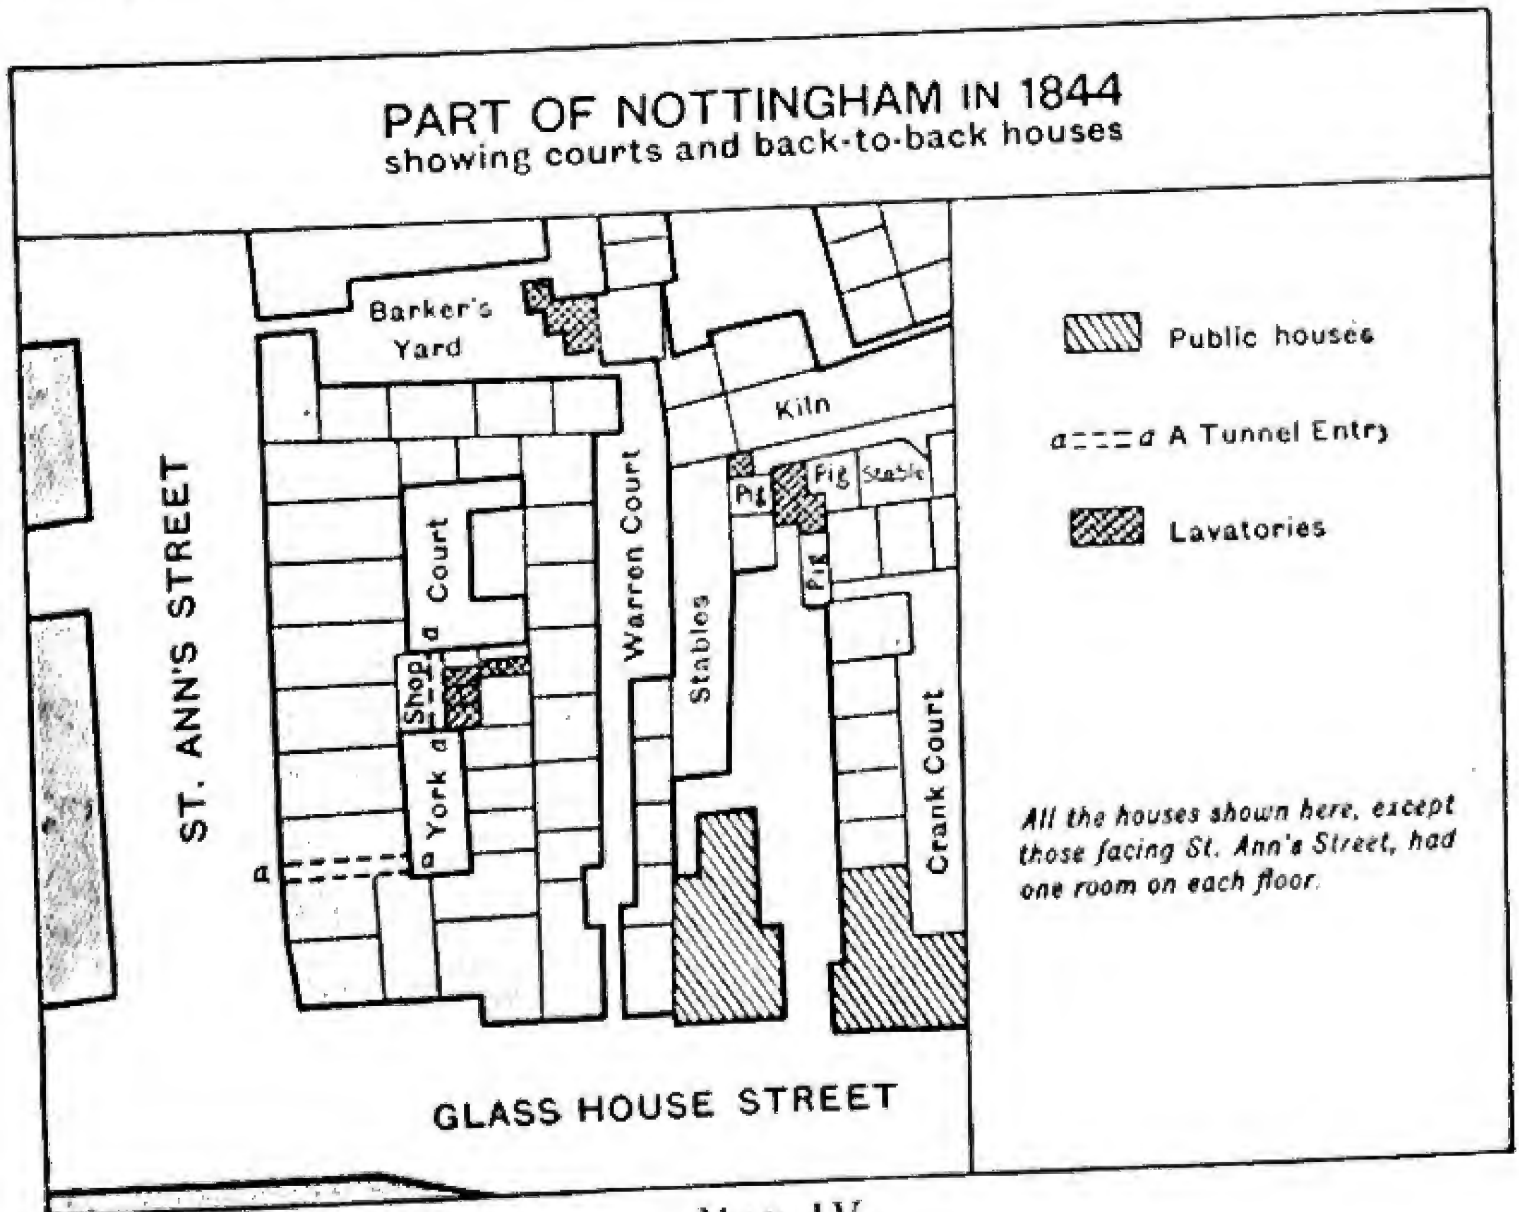 PART OF NOTTINGHAM IN 1844
showing courts and back-to-back houses
Barker's
Yard
Kiln
Pig
Stable
Pig
Pig
Court
a
Shop
a
York
a
a
Warren Court
Stables
Crank Court
ST. ANN'S STREET
GLASS HOUSE STREET
Public houses
a a A Tunnel Entry
Lavatories
All the houses shown here, except
those facing St. Ann's Street, had
one room on each floor.